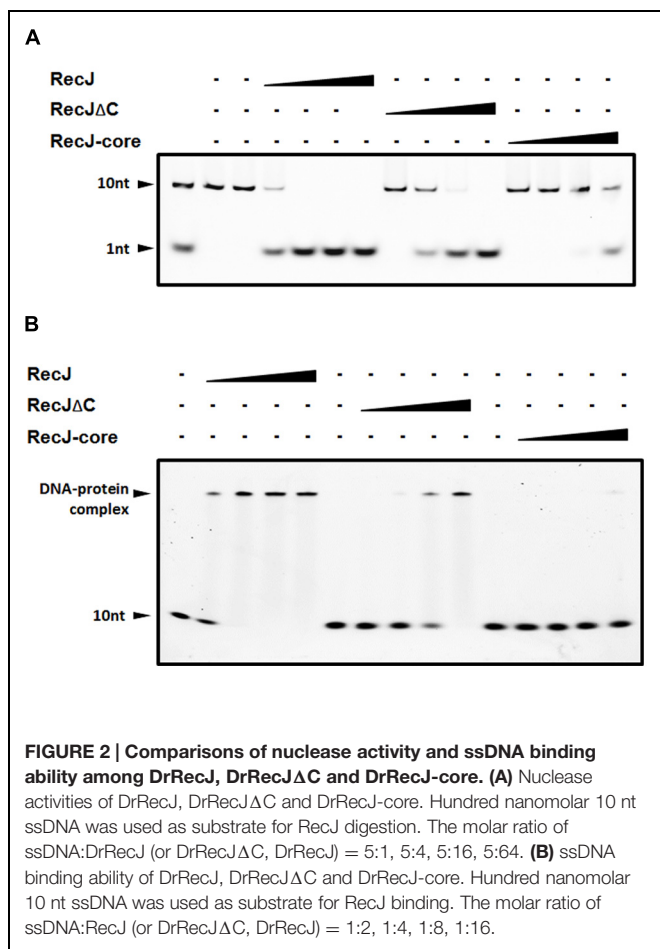 A
RecJ - - - - - - - - - -
RecJΔC - - - - - - - - -
RecJ-core - - - - - - - - -
10nt
1nt
B
RecJ - - - - - - - - - - -
RecJΔC - - - - - - - - - - -
RecJ-core - - - - - - - - - - -
DNA-protein
complex
10nt
FIGURE 2 | Comparisons of nuclease activity and ssDNA binding
ability among DrRecJ, DrRecJΔC and DrRecJ-core. (A) Nuclease
activities of DrRecJ, DrRecJΔC and DrRecJ-core. Hundred nanomolar 10 nt
ssDNA was used as substrate for RecJ digestion. The molar ratio of
ssDNA:DrRecJ (or DrRecJΔC, DrRecJ) = 5:1, 5:4, 5:16, 5:64. (B) ssDNA
binding ability of DrRecJ, DrRecJΔC and DrRecJ-core. Hundred nanomolar
10 nt ssDNA was used as substrate for RecJ binding. The molar ratio of
ssDNA:RecJ (or DrRecJΔC, DrRecJ) = 1:2, 1:4, 1:8, 1:16.